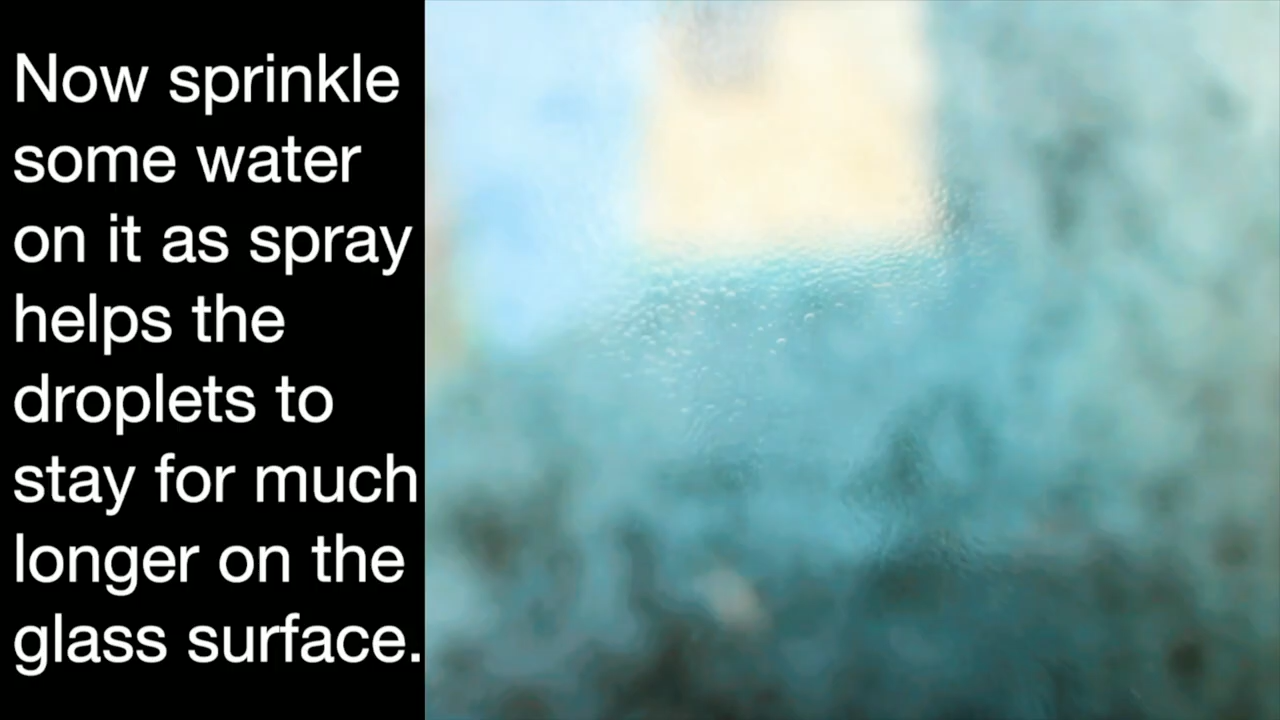 Now sprinkle
some water
on it as spray
helps the
droplets to
stay for much
longer on the
glass surface.